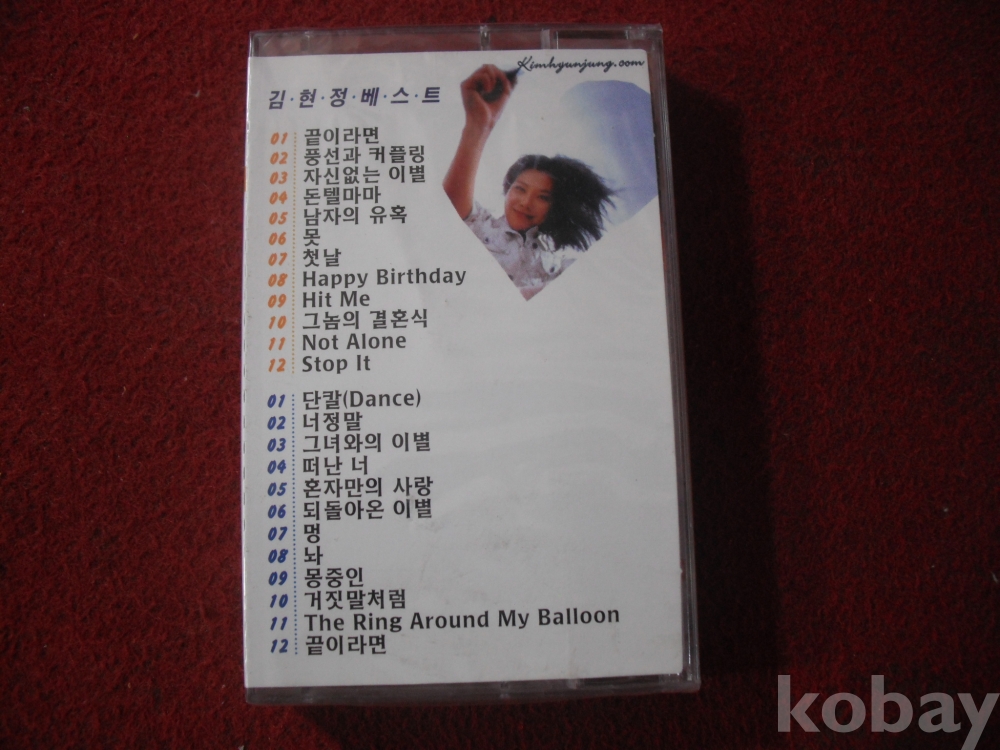 Kimhyunjung.com
김·현·정·베·스·트
01 끝이라면
02 풍선과 커플링
03 자신없는 이별
04 돈텔마마
05 남자의 유혹
06 못
07 첫날
08 Happy Birthday
09 Hit Me
10 그놈의 결혼식
11 Not Alone
12 Stop It
01 단칼(Dance)
02 너정말
03 그녀와의 이별
04 떠난 너
05 혼자만의 사랑
06 되돌아온 이별
07 멍
08 놔
09 몽중인
10 거짓말처럼
11 The Ring Around My Balloon
12 끝이라면
kobay